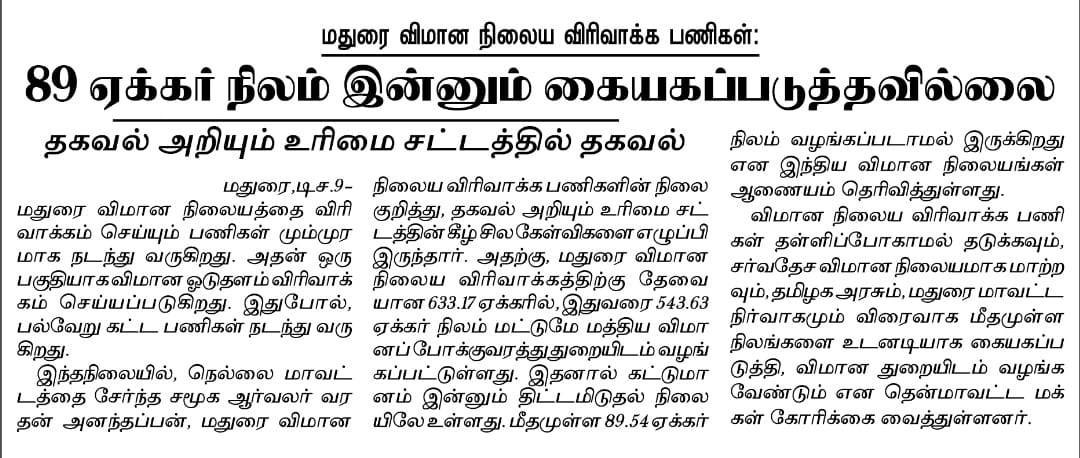 மதுரை விமான நிலைய விரிவாக்க பணிகள்:
89 ஏக்கர் நிலம் இன்னும் கையகப்படுத்தவில்லை
தகவல் அறியும் உரிமை சட்டத்தில் தகவல்
மதுரை,டிச.9–
மதுரை விமான நிலையத்தை விரி
வாக்கம் செய்யும் பணிகள் மும்முர
மாக நடந்து வருகிறது. அதன் ஒரு
பகுதியாக விமான ஓடுதளம் விரிவாக்
கம் செய்யப்படுகிறது. இதுபோல்,
பல்வேறு கட்ட பணிகள் நடந்து வரு
கிறது.
இந்தநிலையில், நெல்லை மாவட்
டத்தை சேர்ந்த சமூக ஆர்வலர் வர
தன் அனந்தப்பன், மதுரை விமான
நிலைய விரிவாக்க பணிகளின் நிலை
குறித்து, தகவல் அறியும் உரிமை சட்
டத்தின் கீழ் சில கேள்விகளை எழுப்பி
இருந்தார். அதற்கு, மதுரை விமான
நிலைய விரிவாக்கத்திற்கு தேவை
யான 633.17 ஏக்கரில், இதுவரை 543.63
ஏக்கர் நிலம் மட்டுமே மத்திய விமா
னப் போக்குவரத்து துறையிடம் வழங்
கப்பட்டுள்ளது. இதனால் கட்டுமா
னம் இன்னும் திட்டமிடுதல் நிலை
யிலே உள்ளது. மீதமுள்ள 89.54 ஏக்கர்
நிலம் வழங்கப்படாமல் இருக்கிறது
என இந்திய விமான நிலையங்கள்
ஆணையம் தெரிவித்துள்ளது.
விமான நிலைய விரிவாக்க பணி
கள் தள்ளிப்போகாமல் தடுக்கவும்,
சர்வதேச விமான நிலையமாக மாற்ற
வும், தமிழக அரசும், மதுரை மாவட்ட
நிர்வாகமும் விரைவாக மீதமுள்ள
நிலங்களை உடனடியாக கையகப்ப
டுத்தி, விமான துறையிடம் வழங்க
வேண்டும் என தென்மாவட்ட மக்
கள் கோரிக்கை வைத்துள்ளனர்.